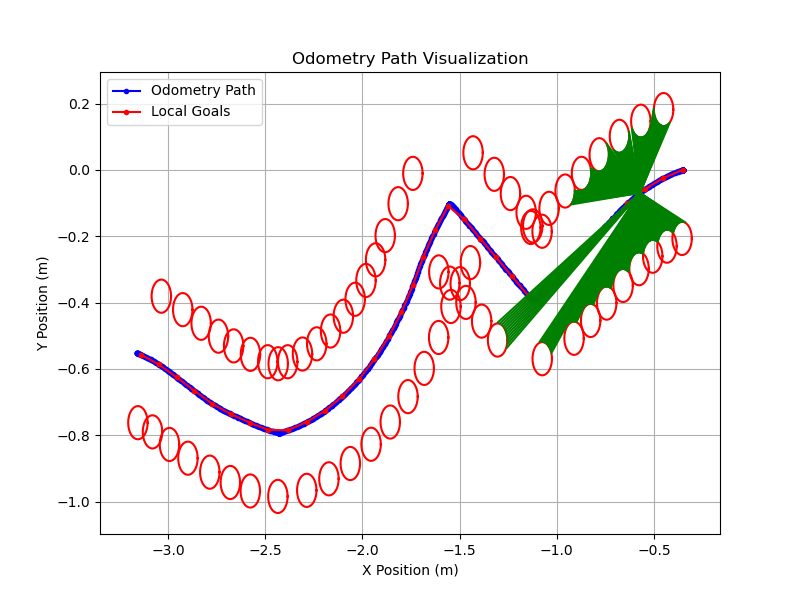 Odometry Path Visualization
Odometry Path
Local Goals
0.2
0.0
−0.2
−0.4
−0.6
−0.8
−1.0
Y Position (m)
−3.0 −2.5 −2.0 −1.5 −1.0 −0.5
X Position (m)